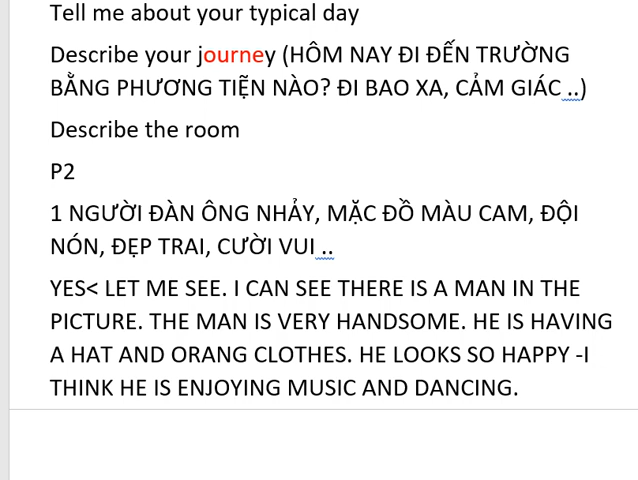 Tell me about your typical day
Describe your journey (HÔM NAY ĐI ĐẾN TRƯỜNG
BẰNG PHƯƠNG TIỆN NÀO? ĐI BAO XA, CẢM GIÁC ..)
Describe the room
P2
1 NGƯỜI ĐÀN ÔNG NHẢY, MẶC ĐỒ MÀU CAM, ĐỘI
NÓN, ĐẸP TRAI, CƯỜI VUI ..
YES< LET ME SEE. I CAN SEE THERE IS A MAN IN THE
PICTURE. THE MAN IS VERY HANDSOME. HE IS HAVING
A HAT AND ORANG CLOTHES. HE LOOKS SO HAPPY -I
THINK HE IS ENJOYING MUSIC AND DANCING.